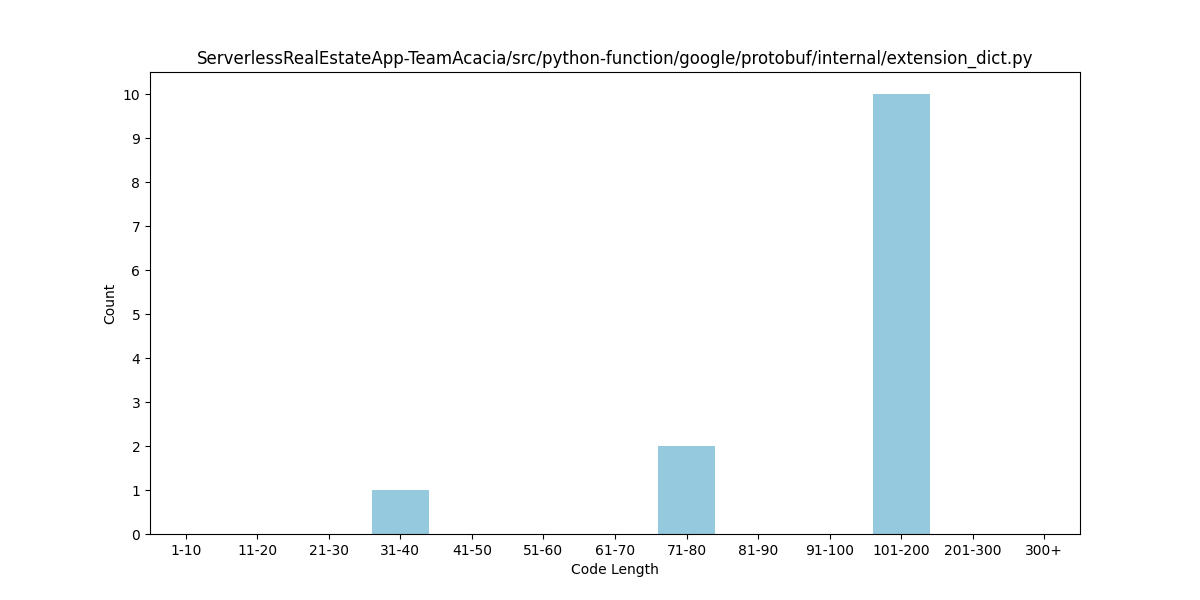 ServerlessRealEstateApp-TeamAcacia/src/python-function/google/protobuf/internal/extension_dict.py
10
9
8
7
6
5
4
3
2
1
0
Count
1-10 11-20 21-30 31-40 41-50 51-60 61-70 71-80 81-90 91-100 101-200 201-300 300+
Code Length